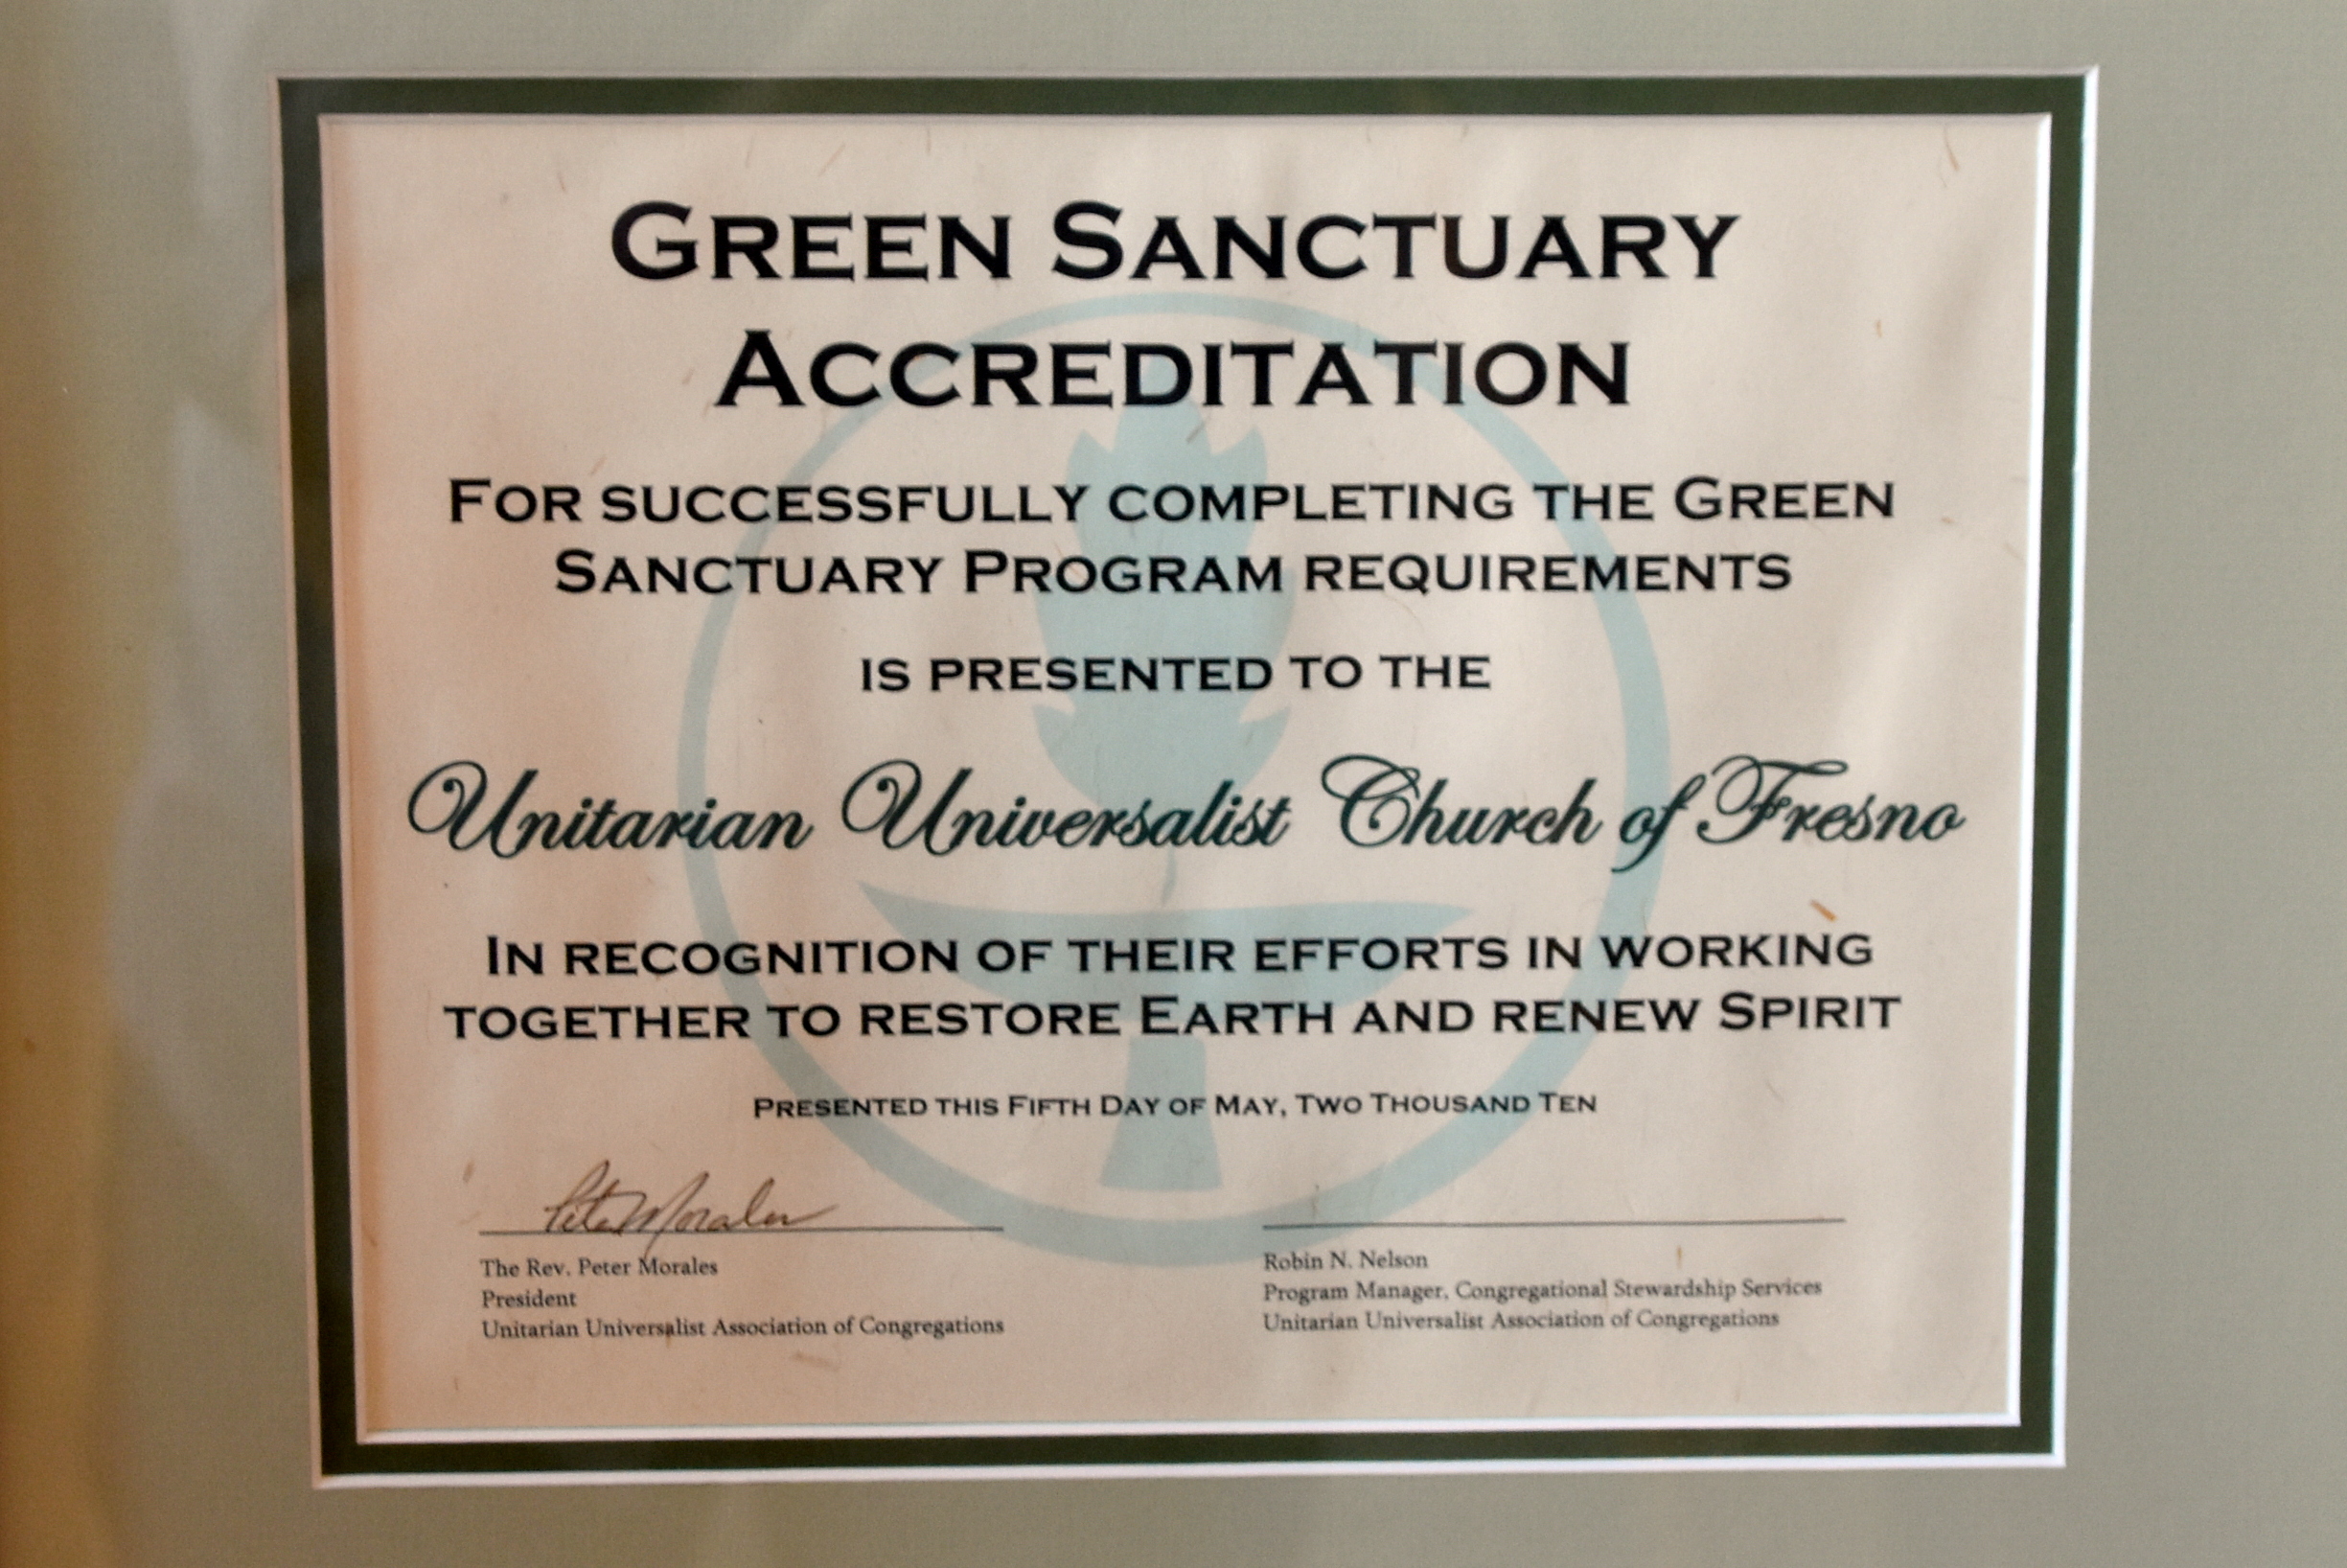 GREEN SANCTUARY
ACCREDITATION
FOR SUCCESSFULLY COMPLETING THE GREEN
SANCTUARY PROGRAM REQUIREMENTS
IS PRESENTED TO THE
Unitarian Universalist Church of Fresno
IN RECOGNITION OF THEIR EFFORTS IN WORKING
TOGETHER TO RESTORE EARTH AND RENEW SPIRIT
PRESENTED THIS FIFTH DAY OF MAY, TWO THOUSAND TEN
Peter Morales
The Rev. Peter Morales
President
Unitarian Universalist Association of Congregations
Robin N. Nelson
Program Manager, Congregational Stewardship Services
Unitarian Universalist Association of Congregations